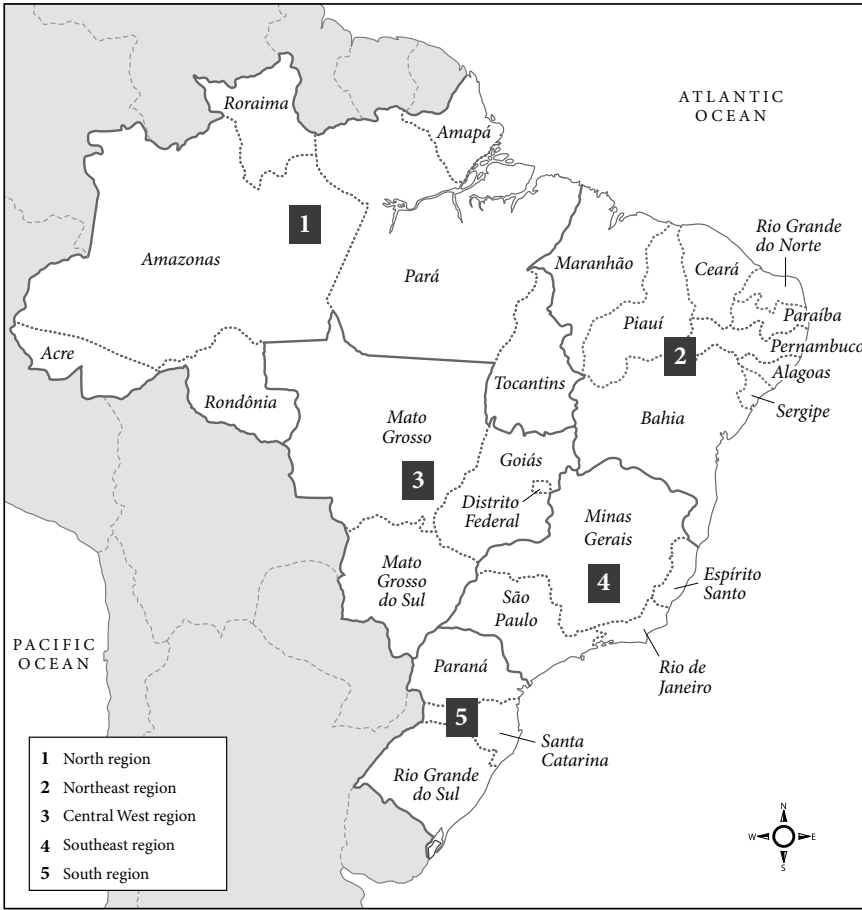 Roraima
Amapá
ATLANTIC
OCEAN
1
Amazonas
Pará
Maranhão
Ceará
Rio Grande
do Norte
Piauí
Paraíba
2
Pernambuco
Acre
Rondônia
Tocantins
Alagoas
Sergipe
Mato
Grosso
Bahia
3
Goiás
Distrito
Federal
Minas
Gerais
Mato
Grosso
do Sul
São
Paulo
4
Espírito
Santo
PACIFIC
OCEAN
Paraná
Rio de
Janeiro
5
Santa
Catarina
Rio Grande
do Sul
1 North region
2 Northeast region
3 Central West region
4 Southeast region
5 South region
N
W E
S